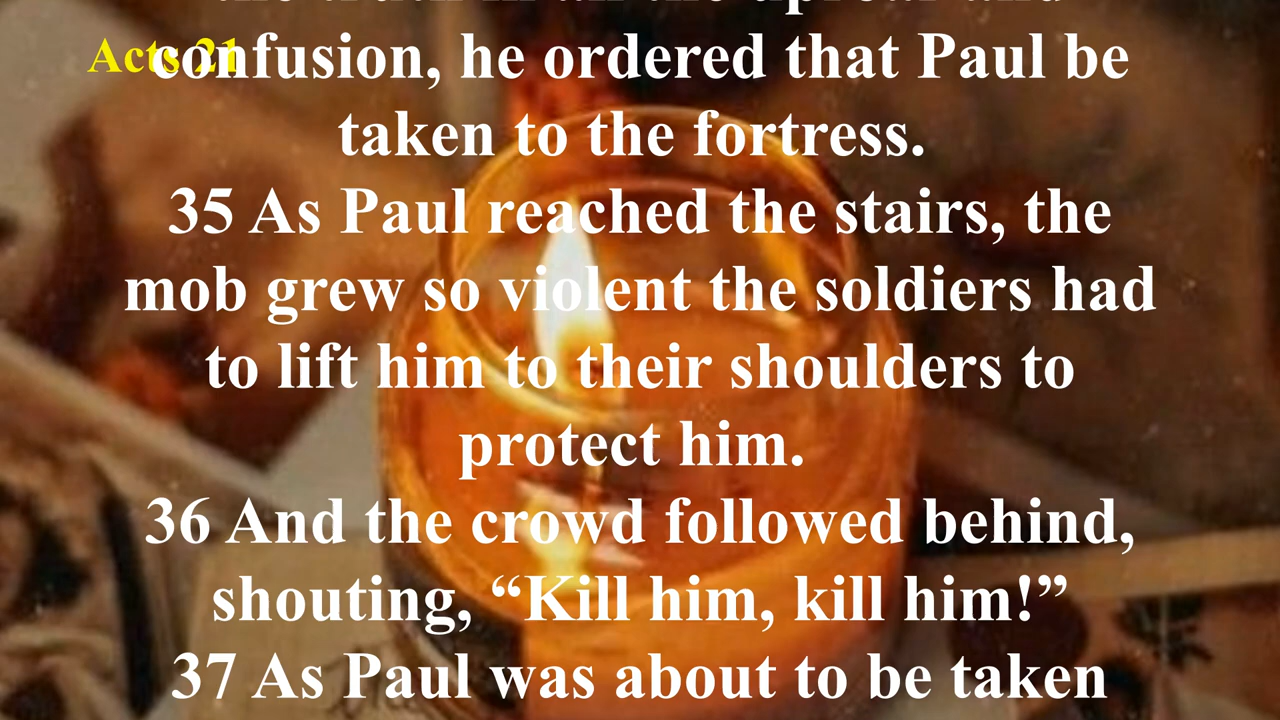 Acts 21
confusion, he ordered that Paul be
taken to the fortress.
35 As Paul reached the stairs, the
mob grew so violent the soldiers had
to lift him to their shoulders to
protect him.
36 And the crowd followed behind,
shouting, “Kill him, kill him!”
37 As Paul was about to be taken